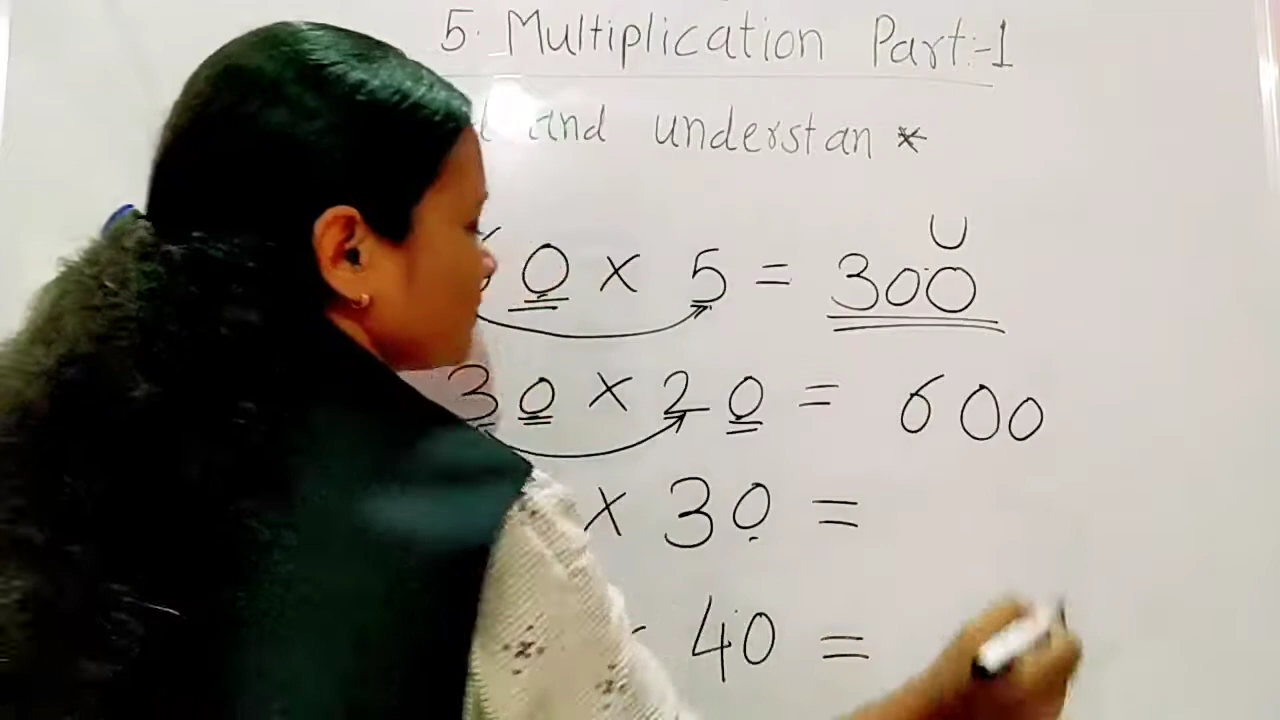 5. Multiplication Part:-1
and understan *
0 x 5 = 300
30 x 20 = 600
x 30 =
40 =